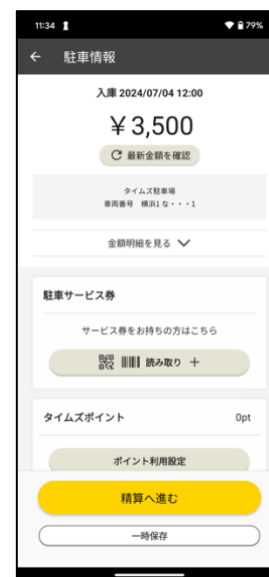 11:34 79%
← 駐車情報
入庫 2024/07/04 12:00
¥3,500
最新金額を確認
タイムズ駐車場
車両番号 横浜1な・・・1
金額明細を見る
駐車サービス券
サービス券をお持ちの方はこちら
読み取り +
タイムズポイント 0pt
ポイント利用設定
精算へ進む
一時保存